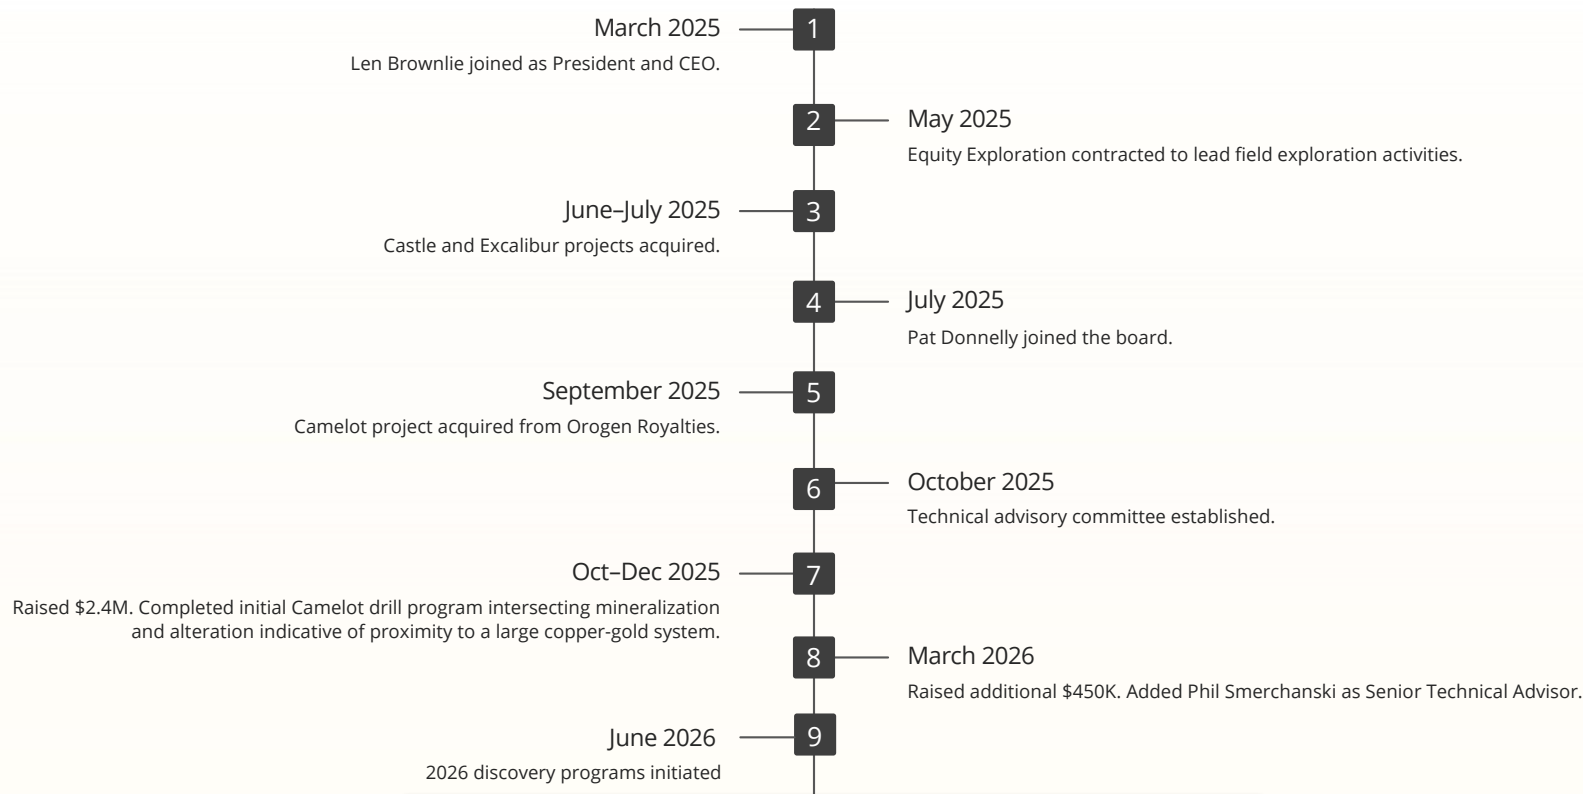 March 2025
1
Len Brownlie joined as President and CEO.
2
May 2025
Equity Exploration contracted to lead field exploration activities.
June–July 2025
3
Castle and Excalibur projects acquired.
4
July 2025
Pat Donnelly joined the board.
September 2025
5
Camelot project acquired from Orogen Royalties.
6
October 2025
Technical advisory committee established.
Oct–Dec 2025
7
Raised $2.4M. Completed initial Camelot drill program intersecting mineralization
and alteration indicative of proximity to a large copper-gold system.
8
March 2026
Raised additional $450K. Added Phil Smerchanski as Senior Technical Advisor.
June 2026
9
2026 discovery programs initiated